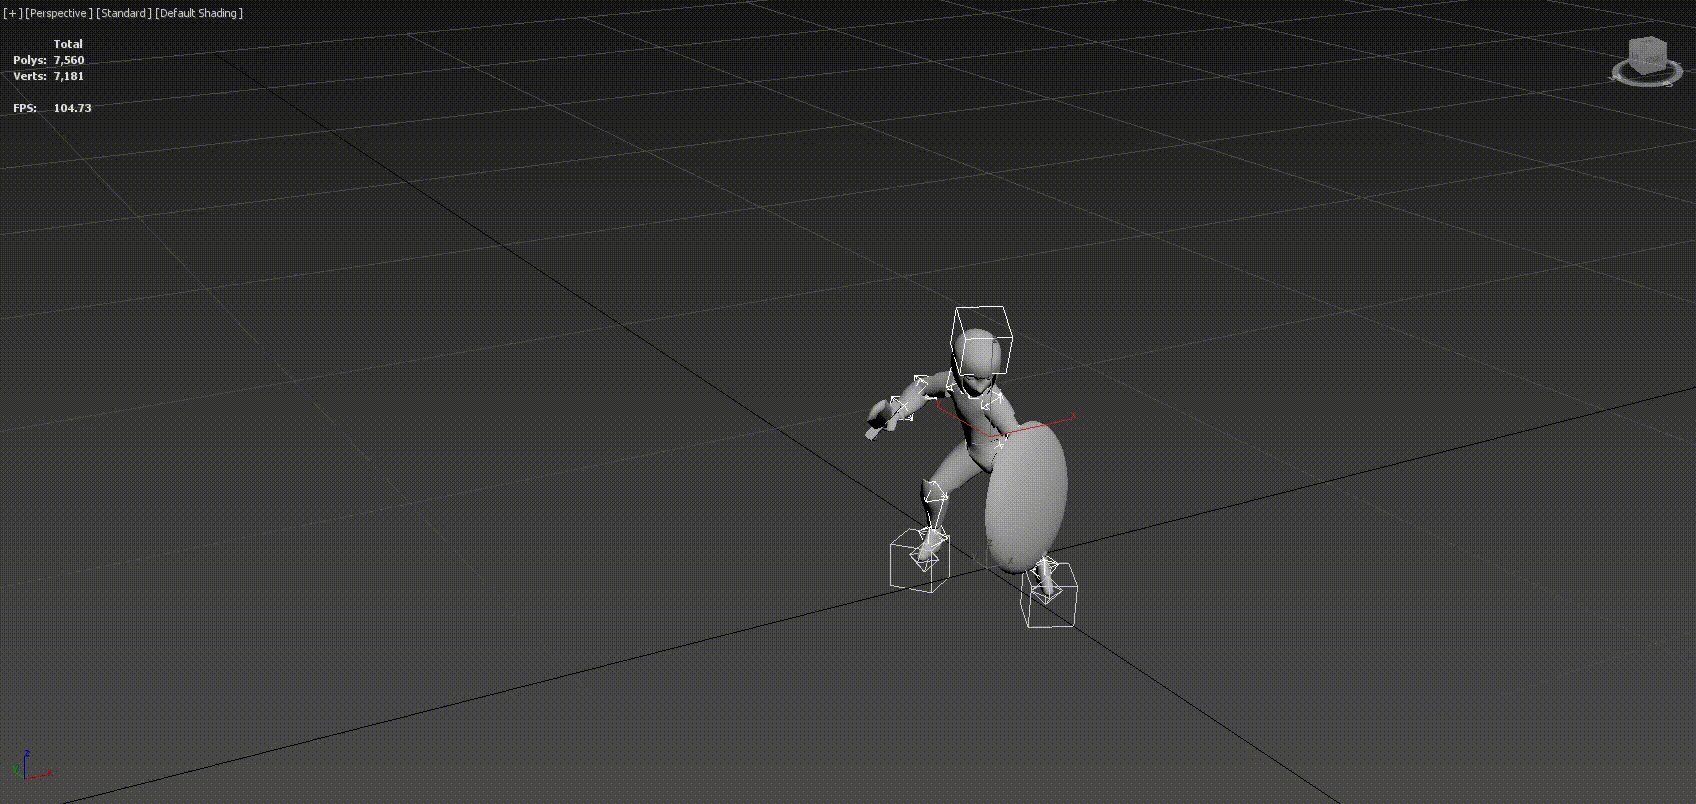 [+] [Perspective] [Standard] [Default Shading]
Total
Polys: 7,560
Verts: 7,181
FPS: 104.73
z
x